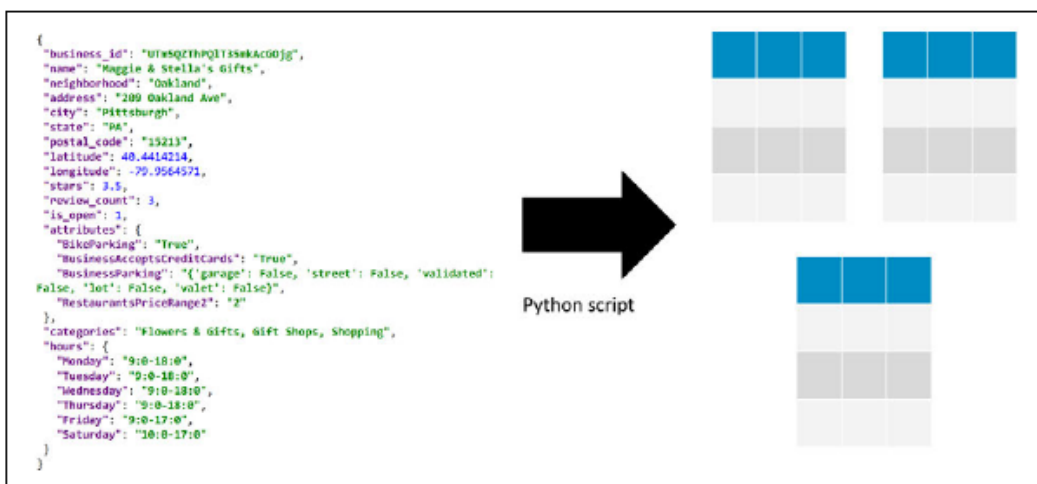 {
"business_id":
"name": "Maggie & Stella's Gifts",
"neighborhood": "Oakland",
"address": "209 Oakland Ave",
"city": "Pittsburgh",
"state": "PA",
"postal_code": "15213",
"latitude": 40.4414214,
"longitude": -79.9564571,
"stars": 3.5,
"review_count": 3,
"is_open": 1,
"attributes": {
"BikeParking": "True",
"BusinessAcceptsCreditCards": "True",
"BusinessParking": "{'garage': False, 'street': False, 'validated':
False, 'lot': False, 'valet': False}",
"RestaurantsPriceRange2": "2"
},
"categories": "Flowers & Gifts, Gift Shops, Shopping",
"hours": {
"Monday": "9:0-18:0",
"Tuesday": "9:0-18:0",
"Wednesday": "9:0-18:0",
"Thursday": "9:0-18:0",
"Friday": "9:0-17:0",
"Saturday": "10:0-17:0"
}
}
Python script